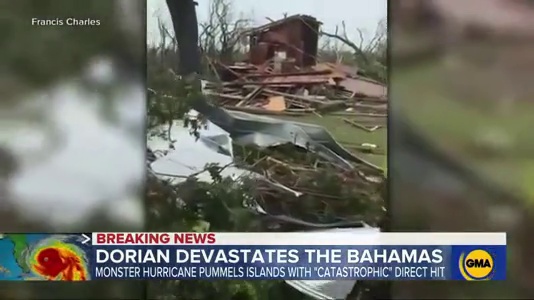 Francis Charles
BREAKING NEWS
DORIAN DEVASTATES THE BAHAMAS
MONSTER HURRICANE PUMMELS ISLANDS WITH "CATASTROPHIC" DIRECT HIT
GMA